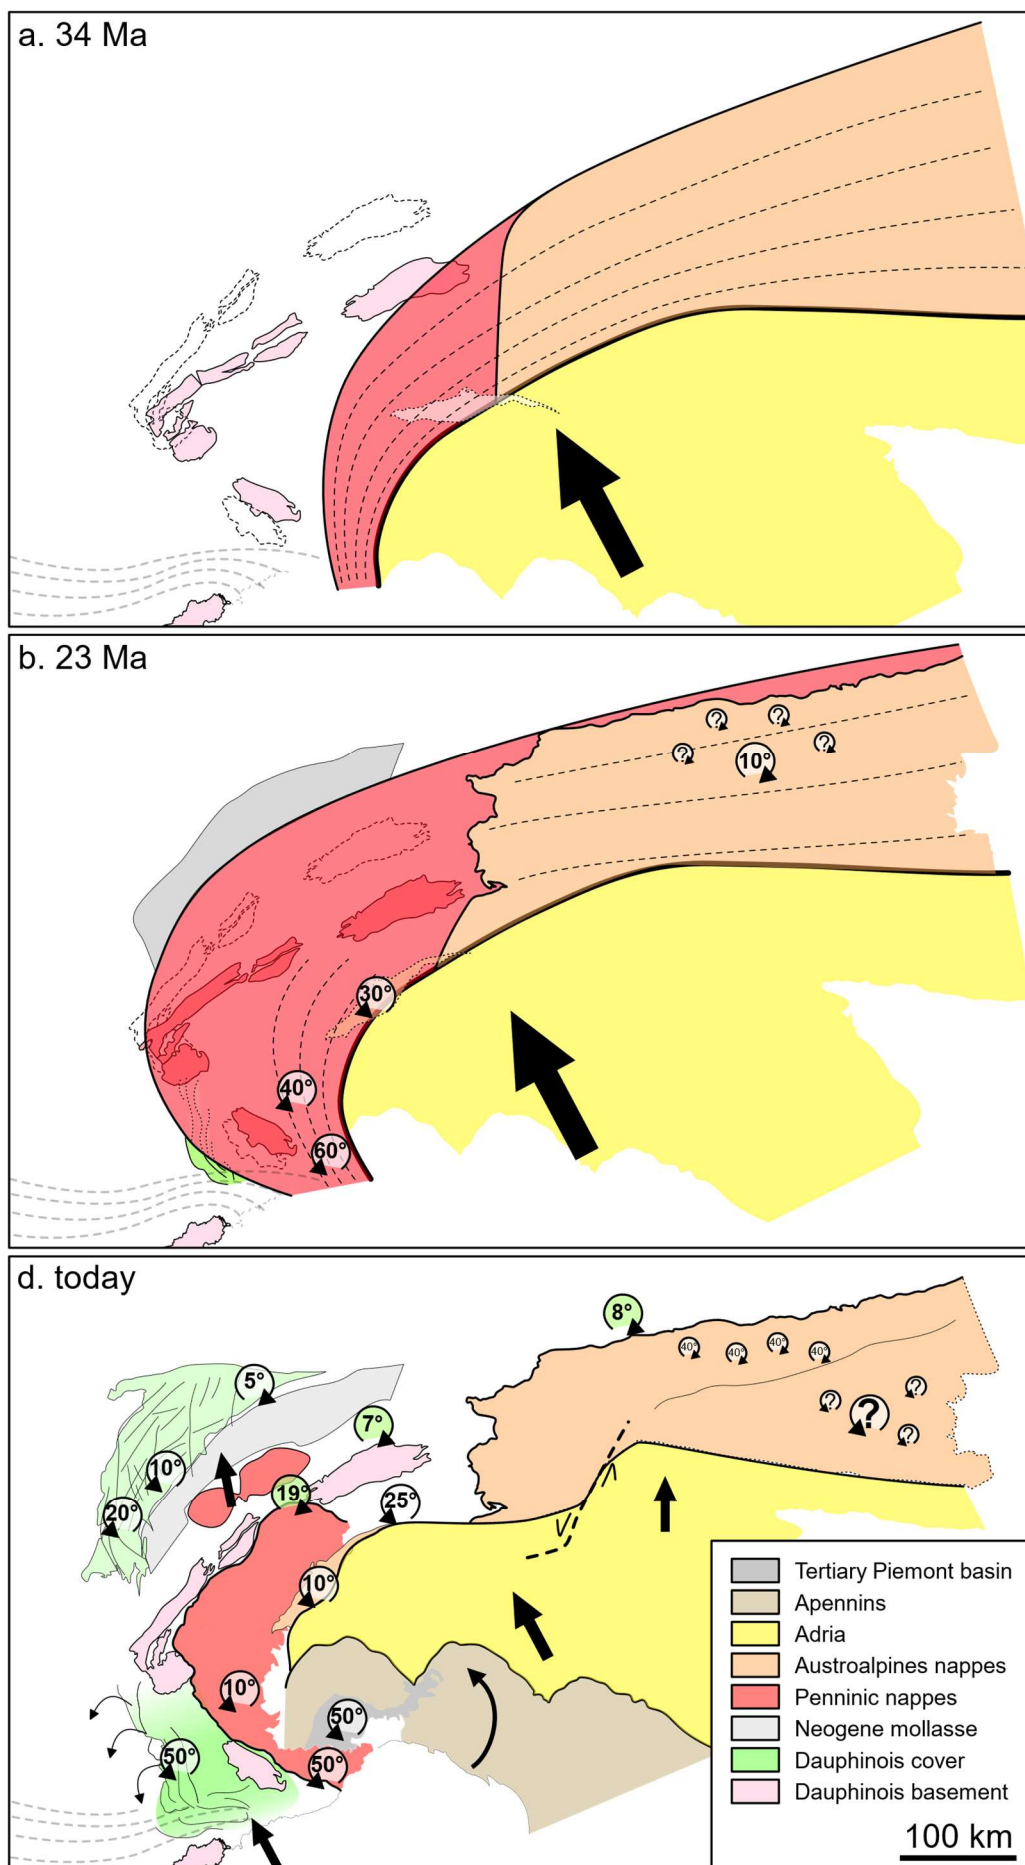 a. 34 Ma
b. 23 Ma
?
?
?
?
10°
30°
40°
60°
d. today
8°
40°
40°
40°
40°
5°
?
?
?
?
7°
10°
19°
25°
20°
10°
10°
50°
50°
50°
Tertiary Piemont basin
Apennins
Adria
Austroalpines nappes
Penninic nappes
Neogene mollasse
Dauphinois cover
Dauphinois basement
100 km